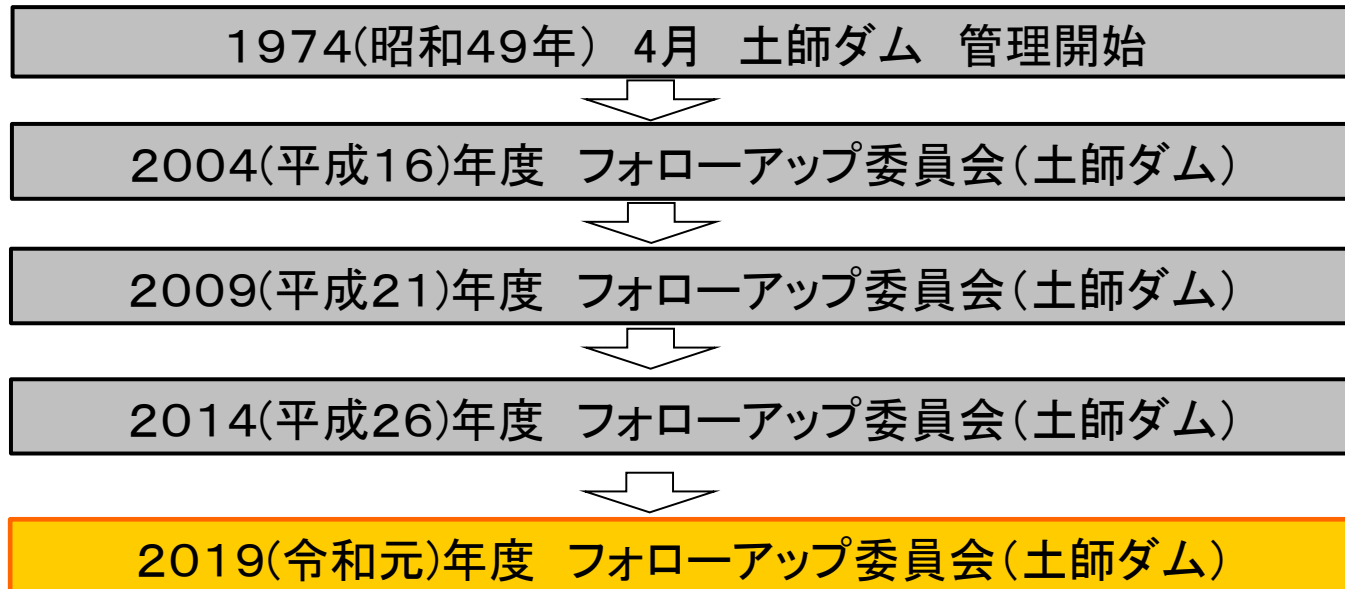 1974(昭和49年） 4月　土師ダム　管理開始
2004(平成16)年度　フォローアップ委員会（土師ダム）
2009(平成21)年度　フォローアップ委員会（土師ダム）
2014(平成26)年度　フォローアップ委員会（土師ダム）
2019(令和元)年度　フォローアップ委員会（土師ダム）